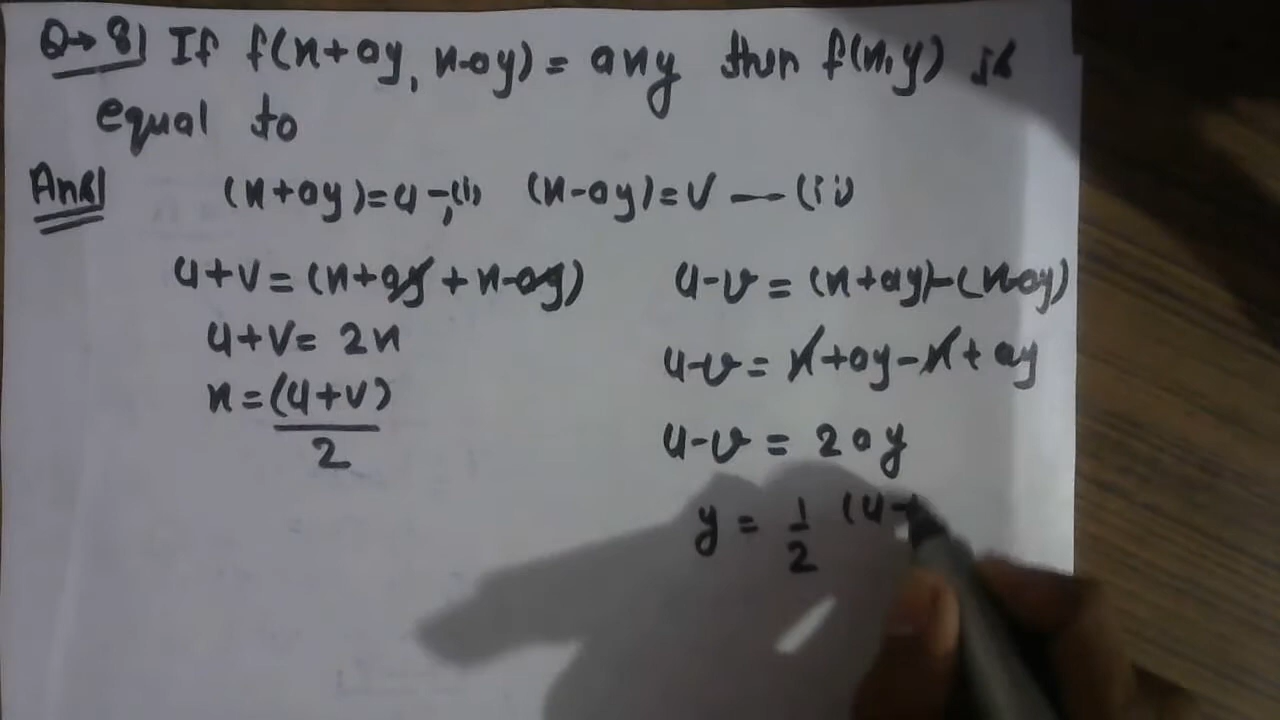 Q→8) If f(x+ay, x-ay) = axy then f(x,y) is
equal to
Ans| (x+ay)=u-(i), (x-ay)=v — (ii)
u+v=(x+ay+x-ay) u-v = (x+ay)-(x-ay)
u+v= 2x u-v = x+ay-x+ay
x=(u+v)/2 u-v = 2ay
y = 1/2 (u-